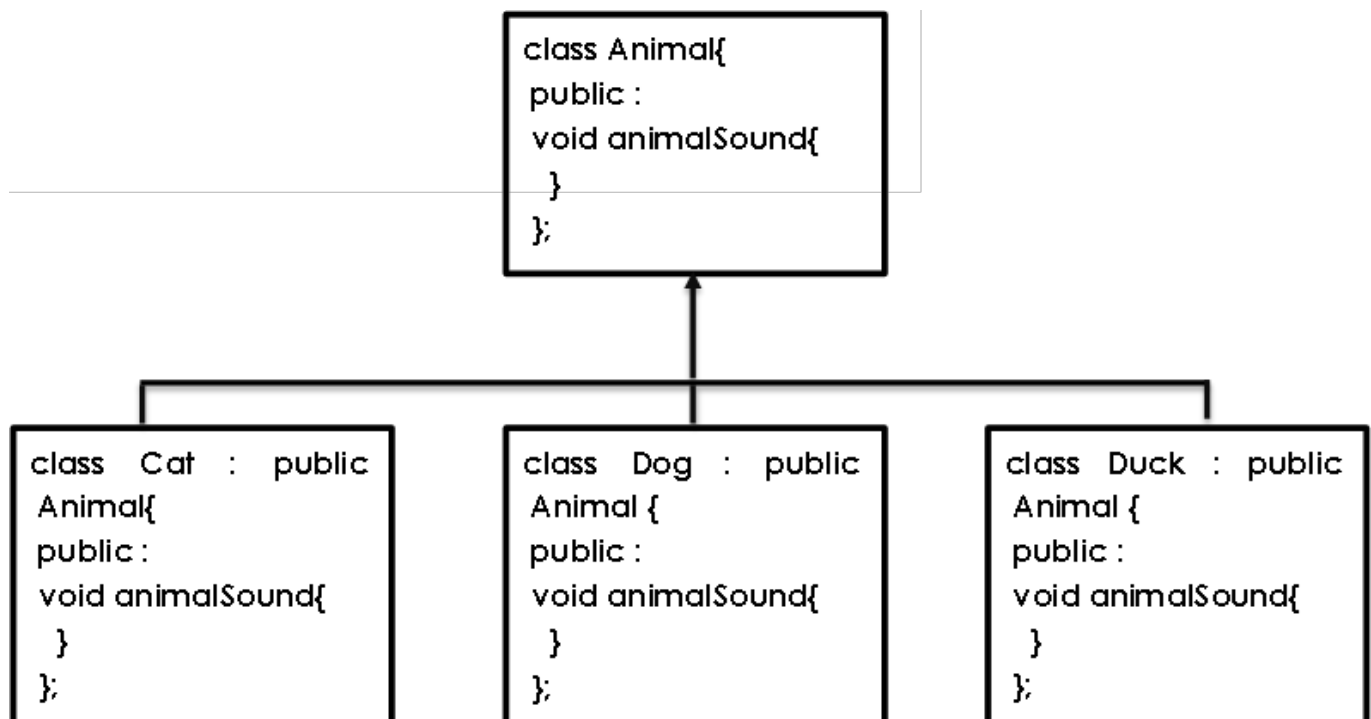 class Animal{
public :
void animalSound{
}
};
class Cat : public
Animal{
public :
void animalSound{
}
};
class Dog : public
Animal {
public :
void animalSound{
}
};
class Duck : public
Animal {
public :
void animalSound{
}
};